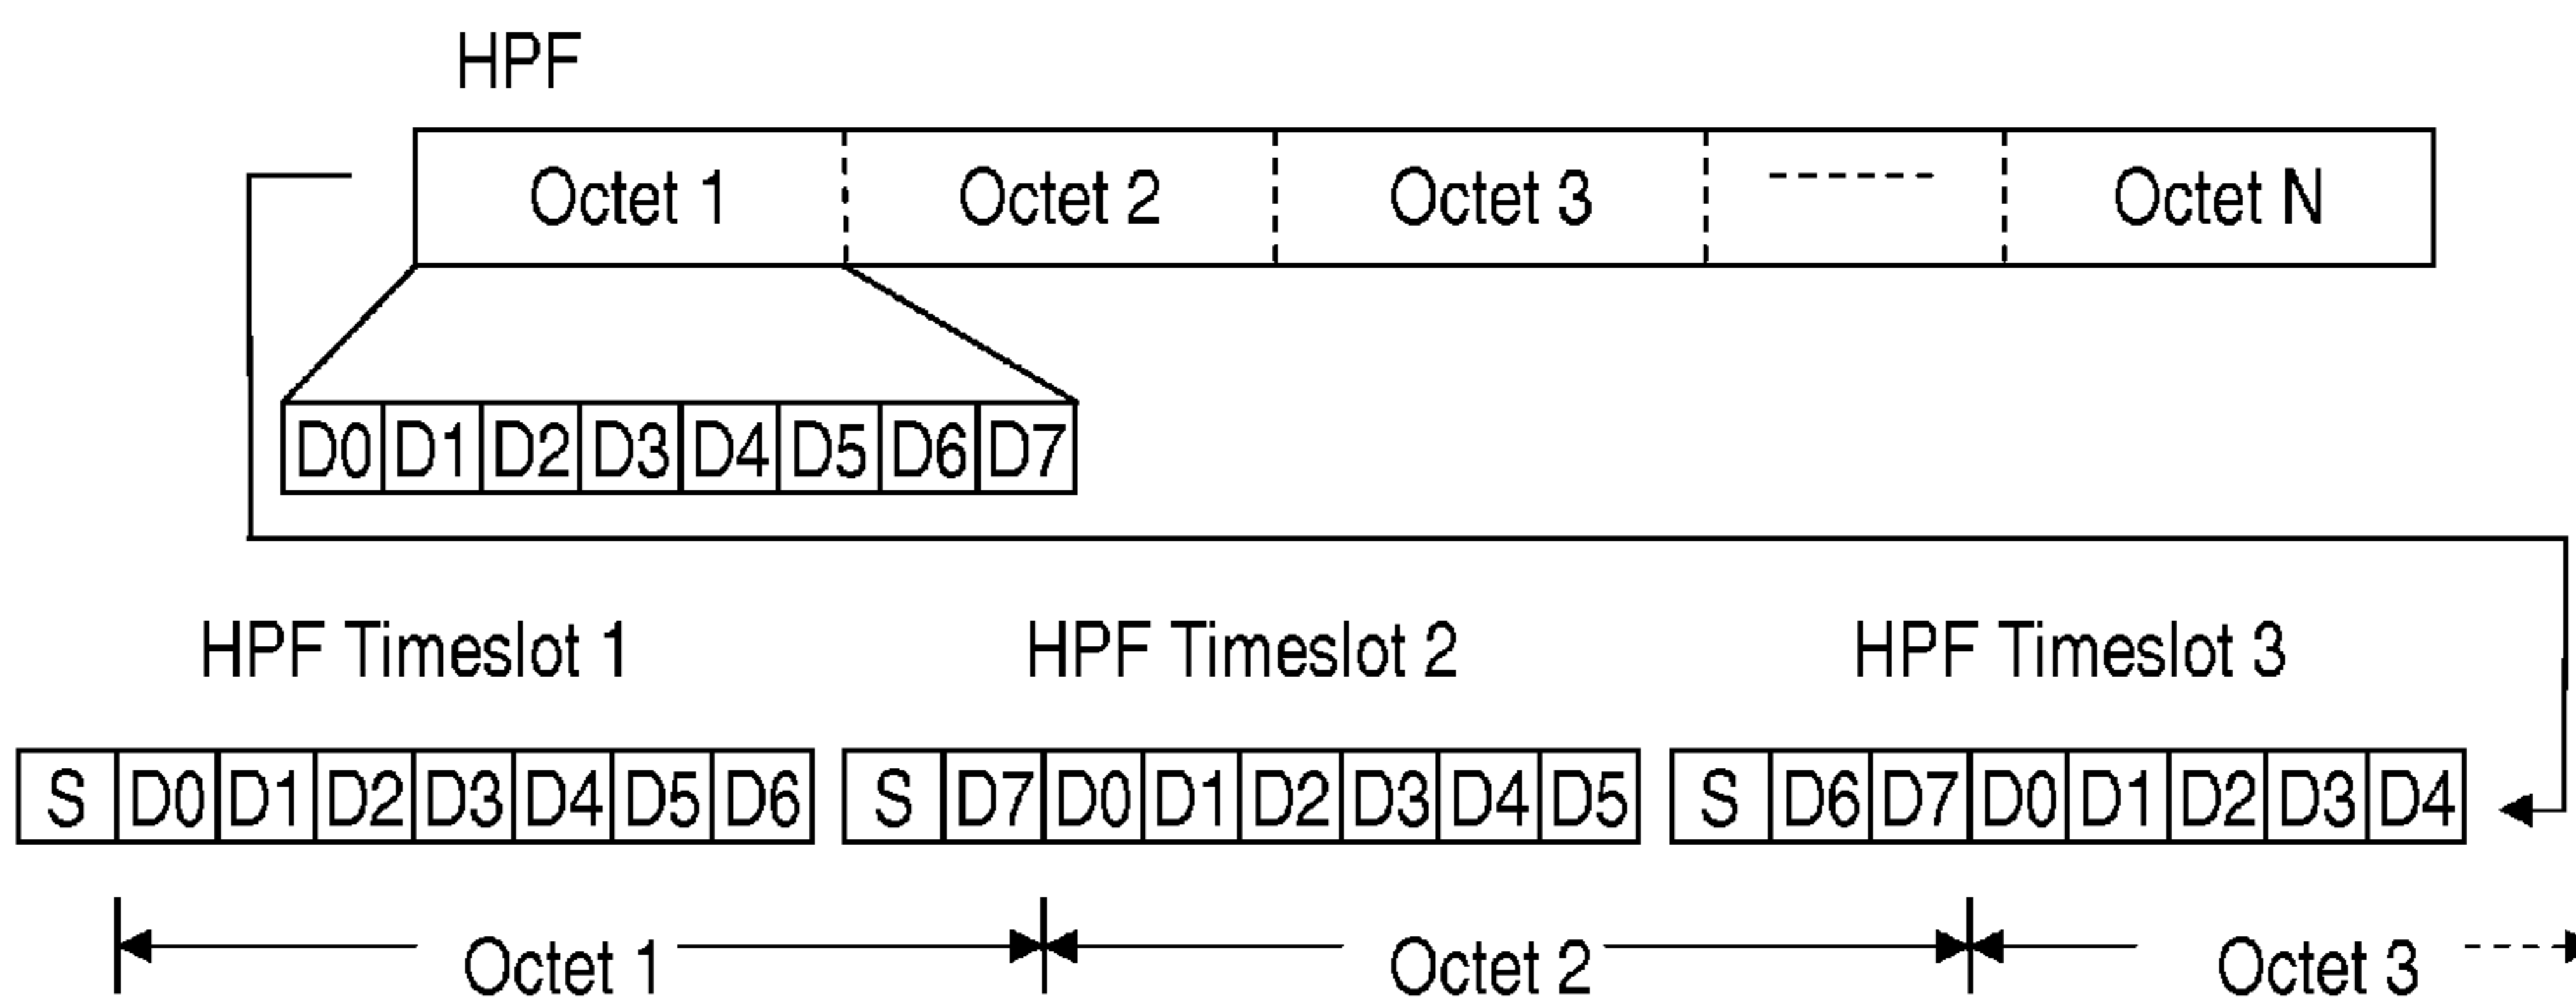 HPF
Octet 1 Octet 2 Octet 3 Octet N
D0 D1 D2 D3 D4 D5 D6 D7
HPF Timeslot 1 HPF Timeslot 2 HPF Timeslot 3
S D0 D1 D2 D3 D4 D5 D6 S D7 D0 D1 D2 D3 D4 D5 S D6 D7 D0 D1 D2 D3 D4
Octet 1 Octet 2 Octet 3